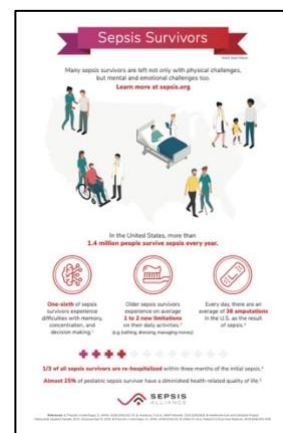 Sepsis Survivors
Many sepsis survivors are left not only with physical challenges,
but mental and emotional challenges too.
Learn more at sepsis.org
In the United States, more than
1.4 million people survive sepsis every year.
One-sixth of sepsis
survivors experience
difficulties with memory,
concentration, and
decision making.
Older sepsis survivors
experience on average
1 to 2 new limitations
on their daily activities
(e.g. bathing, dressing, managing money)
Every day, there are an
average of 38 amputations
in the U.S. as the result
of sepsis.
1/3 of all sepsis survivors are re-hospitalized within three months of the initial sepsis.
Almost 25% of pediatric sepsis survivor have a diminished health-related quality of life.
SEPSIS
ALLIANCE